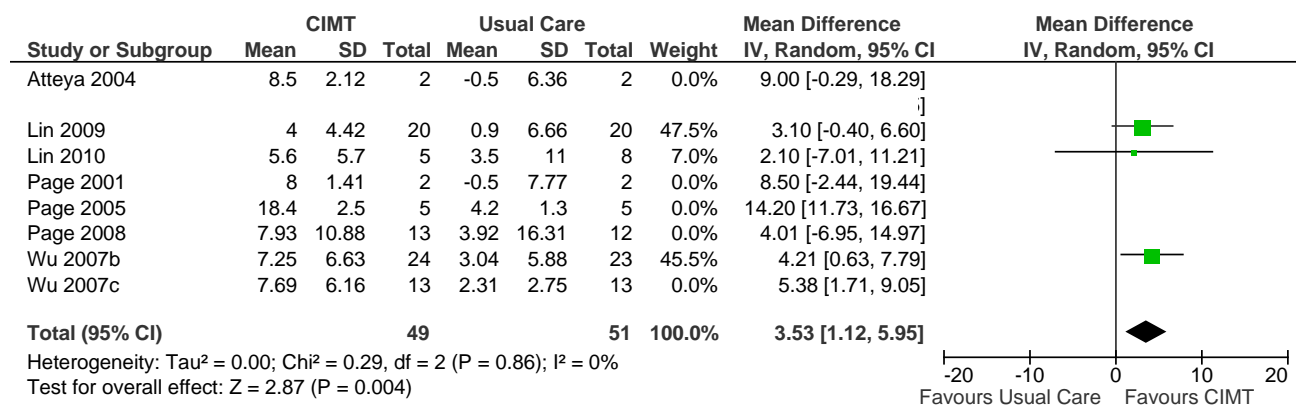 CIMT Usual Care Mean Difference Mean Difference
Study or Subgroup Mean SD Total Mean SD Total Weight IV, Random, 95% CI IV, Random, 95% CI
Atteya 2004 8.5 2.12 2 -0.5 6.36 2 0.0% 9.00 [-0.29, 18.29]
Lin 2009 4 4.42 20 0.9 6.66 20 47.5% 3.10 [-0.40, 6.60]
Lin 2010 5.6 5.7 5 3.5 11 8 7.0% 2.10 [-7.01, 11.21]
Page 2001 8 1.41 2 -0.5 7.77 2 0.0% 8.50 [-2.44, 19.44]
Page 2005 18.4 2.5 5 4.2 1.3 5 0.0% 14.20 [11.73, 16.67]
Page 2008 7.93 10.88 13 3.92 16.31 12 0.0% 4.01 [-6.95, 14.97]
Wu 2007b 7.25 6.63 24 3.04 5.88 23 45.5% 4.21 [0.63, 7.79]
Wu 2007c 7.69 6.16 13 2.31 2.75 13 0.0% 5.38 [1.71, 9.05]
Total (95% CI) 49 51 100.0% 3.53 [1.12, 5.95]
Heterogeneity: Tau² = 0.00; Chi² = 0.29, df = 2 (P = 0.86); I² = 0%
Test for overall effect: Z = 2.87 (P = 0.004)
-20 -10 0 10 20
Favours Usual Care Favours CIMT